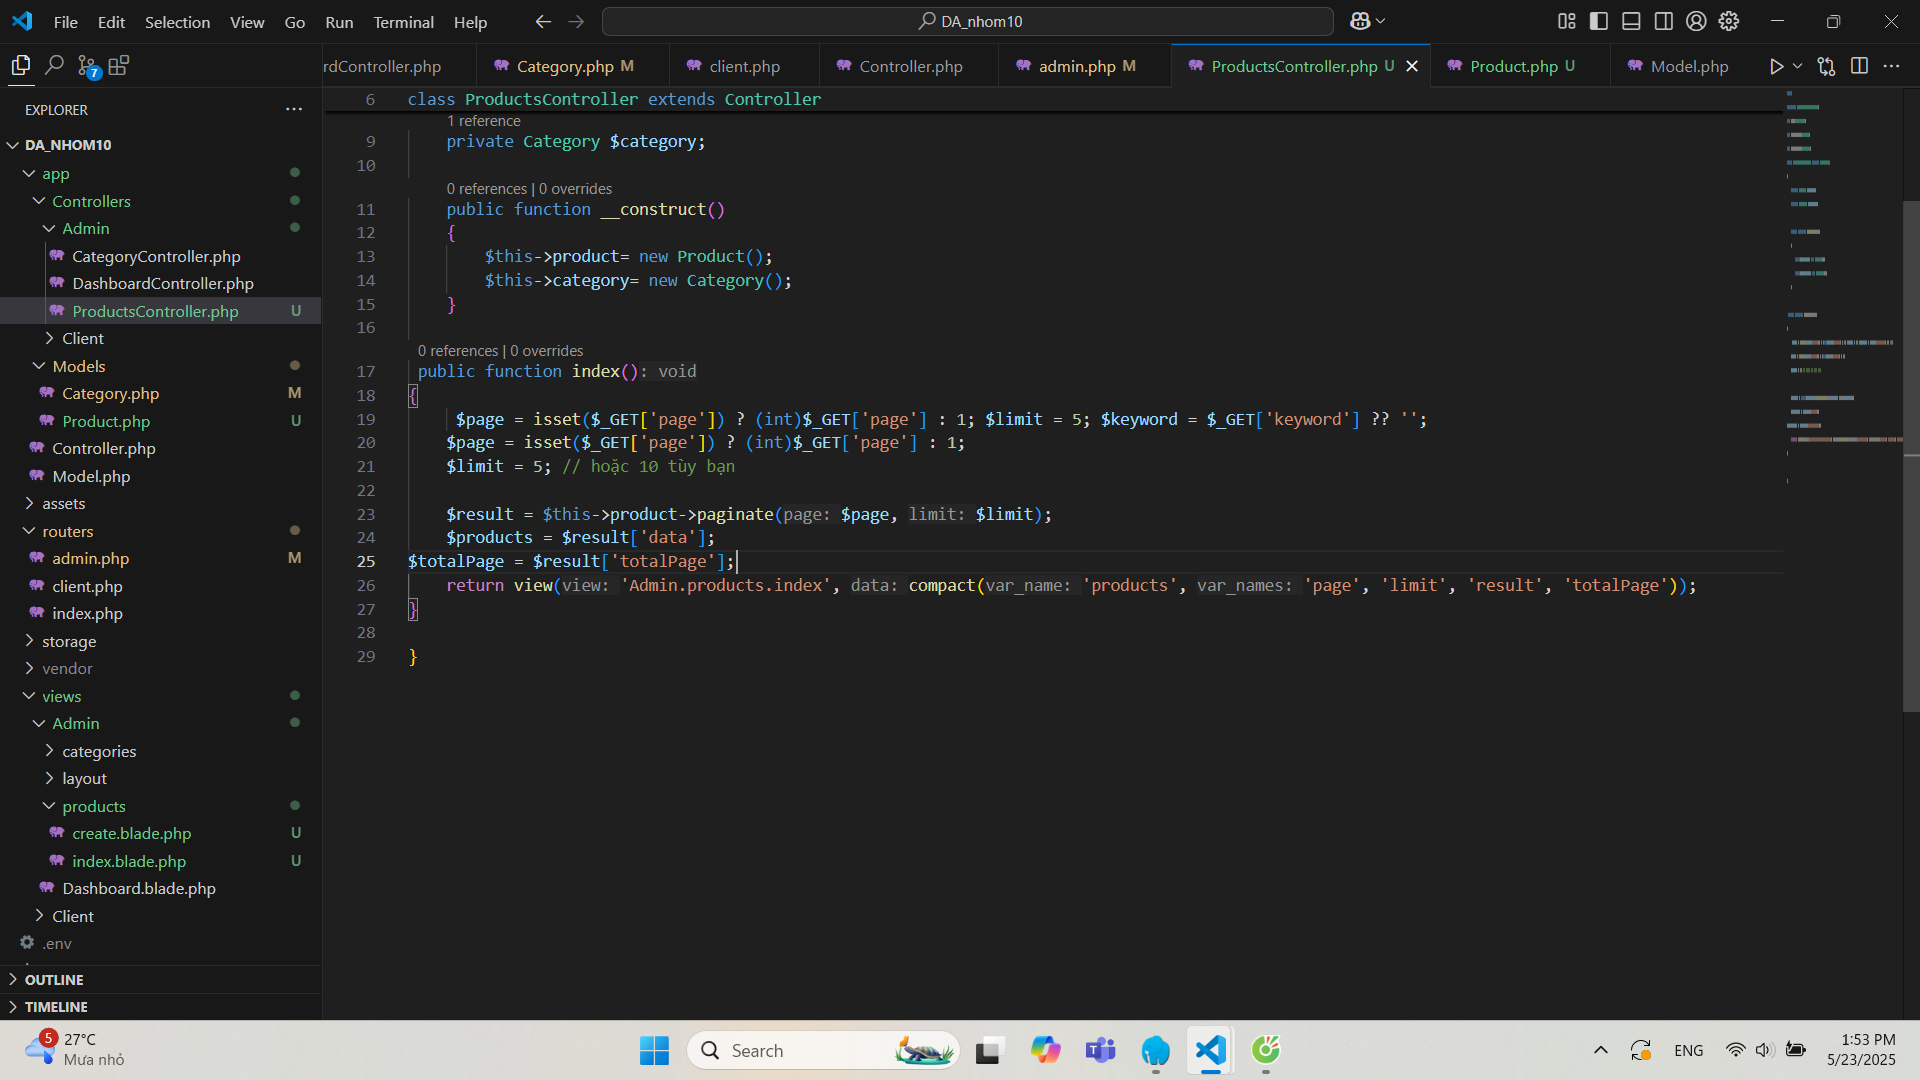 File Edit Selection View Go Run Terminal Help
DA_nhom10
7
rdController.php
Category.php M
client.php
Controller.php
admin.php M
ProductsController.php U
Product.php U
Model.php
EXPLORER
DA_NHOM10
app
Controllers
Admin
CategoryController.php
DashboardController.php
ProductsController.php U
Client
Models
Category.php M
Product.php U
Controller.php
Model.php
assets
routers
admin.php M
client.php
index.php
storage
vendor
views
Admin
categories
layout
products
create.blade.php U
index.blade.php U
Dashboard.blade.php
Client
.env
OUTLINE
TIMELINE
6 class ProductsController extends Controller
1 reference
9 private Category $category;
10
0 references | 0 overrides
11 public function __construct()
12 {
13 $this->product= new Product();
14 $this->category= new Category();
15 }
16
0 references | 0 overrides
17 public function index(): void
18 {
19 $page = isset($_GET['page']) ? (int)$_GET['page'] : 1; $limit = 5; $keyword = $_GET['keyword'] ?? '';
20 $page = isset($_GET['page']) ? (int)$_GET['page'] : 1;
21 $limit = 5; // hoặc 10 tùy bạn
22
23 $result = $this->product->paginate(page: $page, limit: $limit);
24 $products = $result['data'];
25 $totalPage = $result['totalPage'];
26 return view(view: 'Admin.products.index', data: compact(var_name: 'products', var_names: 'page', 'limit', 'result', 'totalPage'));
27 }
28
29 }
5
27°C
Mưa nhỏ
Search
ENG
1:53 PM
5/23/2025